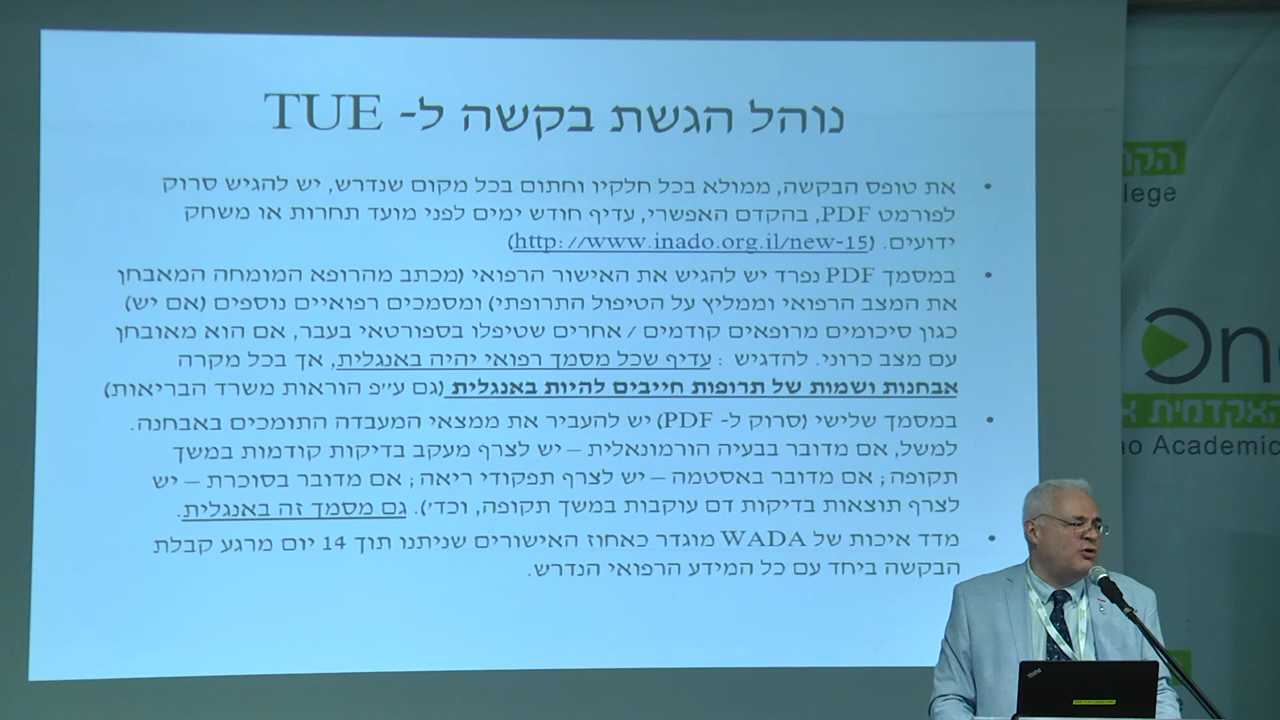 נוהל הגשת בקשה ל- TUE
• את טופס הבקשה, ממולא בכל חלקיו וחתום בכל מקום שנדרש, יש להגיש סרוק
לפורמט PDF, בהקדם האפשרי, עדיף חודש ימים לפני מועד תחרות או משחק
ידועים. (http://www.inado.org.il/new-15)
• במסמך PDF נפרד יש להגיש את האישור הרפואי (מכתב מהרופא המומחה המאבחן
את המצב הרפואי וממליץ על הטיפול התרופתי) ומסמכים רפואיים נוספים (אם יש)
כגון סיכומים מרופאים קודמים / אחרים שטיפלו בספורטאי בעבר, אם הוא מאובחן
עם מצב כרוני. להדגיש : עדיף שכל מסמך רפואי יהיה באנגלית, אך בכל מקרה
אבחנות ושמות של תרופות חייבים להיות באנגלית (גם ע״פ הוראות משרד הבריאות)
• במסמך שלישי (סרוק ל- PDF) יש להעביר את ממצאי המעבדה התומכים באבחנה.
למשל, אם מדובר בבעיה הורמונאלית – יש לצרף מעקב בדיקות קודמות במשך
תקופה; אם מדובר באסטמה – יש לצרף תפקודי ריאה; אם מדובר בסוכרת – יש
לצרף תוצאות בדיקות דם עוקבות במשך תקופה, וכד׳). גם מסמך זה באנגלית.
• מדד איכות של WADA מוגדר כאחוז האישורים שניתנו תוך 14 יום מרגע קבלת
הבקשה ביחד עם כל המידע הרפואי הנדרש.
הקר
lege
On
האקדמית א
no Academic